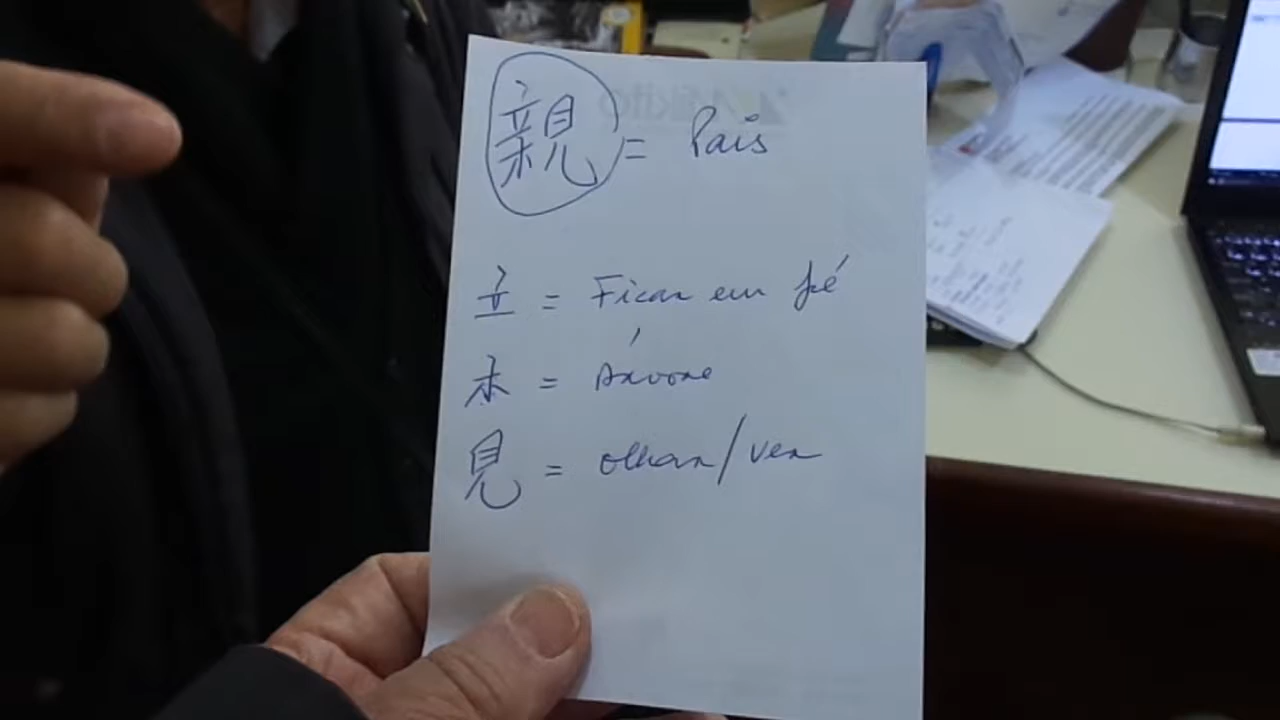 親 = Pais
立 = Ficar em pé
木 = Árvore
見 = olhar/ver